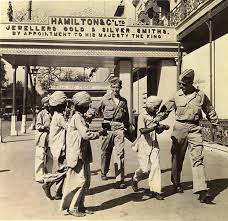 HAMILTON & Co LTD
JEWELLERS GOLD & SILVER SMITHS.
BY APPOINTMENT TO HIS MAJESTY THE KING